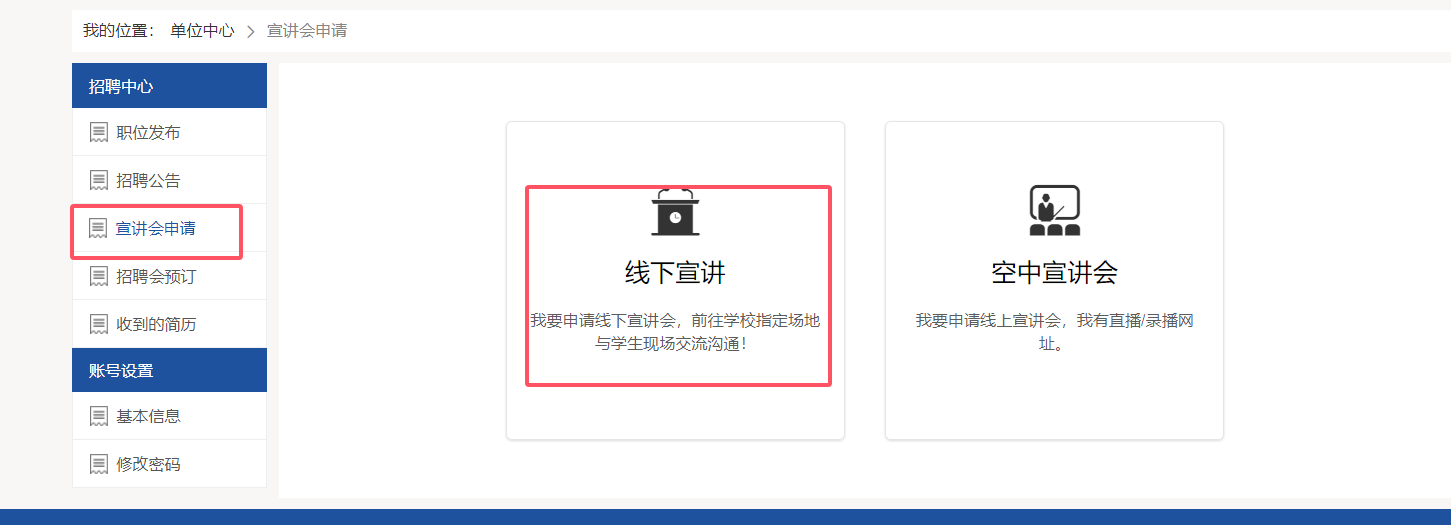 我的位置： 单位中心 > 宣讲会申请
招聘中心
职位发布
招聘公告
宣讲会申请
招聘会预订
收到的简历
账号设置
基本信息
修改密码
线下宣讲
我要申请线下宣讲会，前往学校指定场地
与学生现场交流沟通！
空中宣讲会
我要申请线上宣讲会，我有直播/录播网
址。